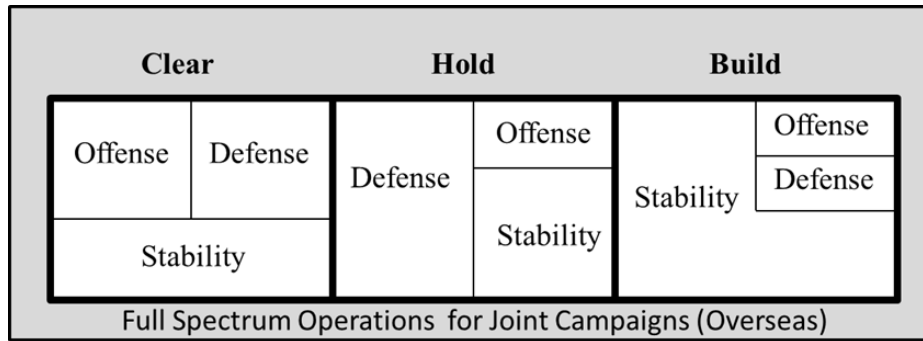 Clear Hold Build
Offense Defense
Stability
Defense
Offense
Stability
Stability
Offense
Defense
Full Spectrum Operations for Joint Campaigns (Overseas)